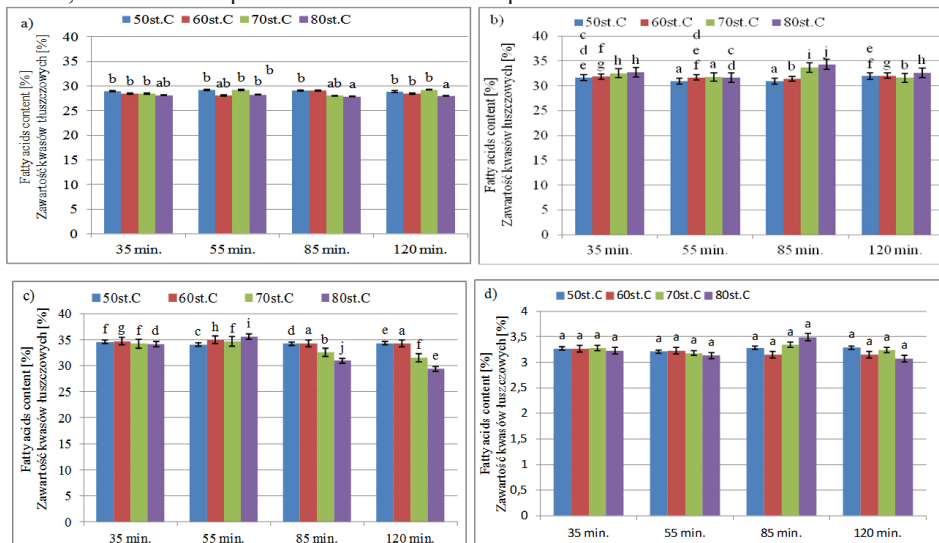 a)
50st.C 60st.C 70st.C 80st.C
Fatty acids content [%]
Zawartość kwasów tłuszczowych [%]
40
35
30
25
20
15
10
5
0
b b b ab b ab b b b b ab a b b b a
35 min. 55 min. 85 min. 120 min.
b)
50st.C 60st.C 70st.C 80st.C
Fatty acids content [%]
Zawartość kwasów tłuszczowych [%]
40
35
30
25
20
15
10
5
0
c d
d f e c i j e
e g h h a f b d a b f g b h
35 min. 55 min. 85 min. 120 min.
c)
50st.C 60st.C 70st.C 80st.C
Fatty acids content [%]
Zawartość kwasów tłuszczowych [%]
40
35
30
25
20
15
10
5
0
f g f d c h f i d a b j e a f e
35 min. 55 min. 85 min. 120 min.
d)
50st.C 60st.C 70st.C 80st.C
Fatty acids content [%]
Zawartość kwasów tłuszczowych [%]
4
3,5
3
2,5
2
1,5
1
0,5
0
a a a a a a a a a a a a a a a a
35 min. 55 min. 85 min. 120 min.